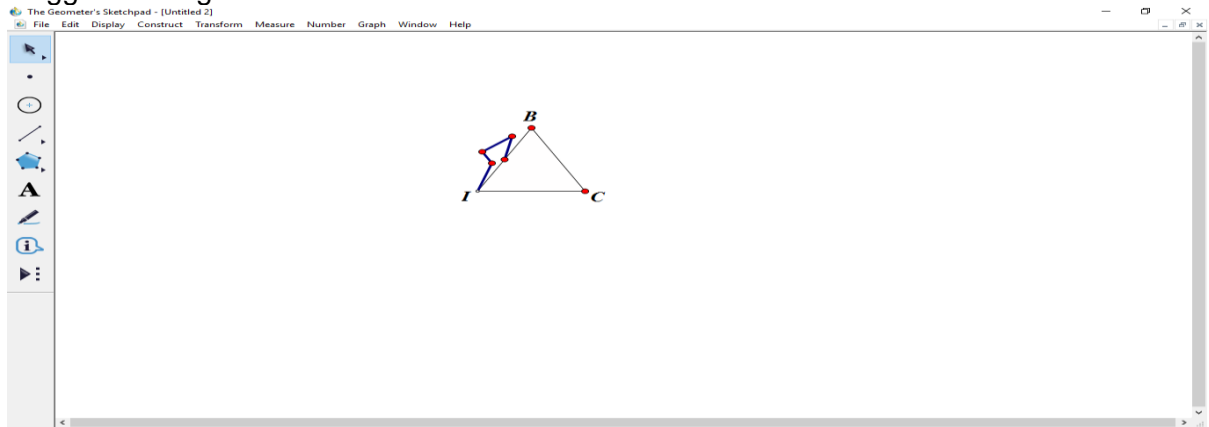 The Geometer's Sketchpad - [Untitled 2]
File Edit Display Construct Transform Measure Number Graph Window Help
A
i
B
I
C